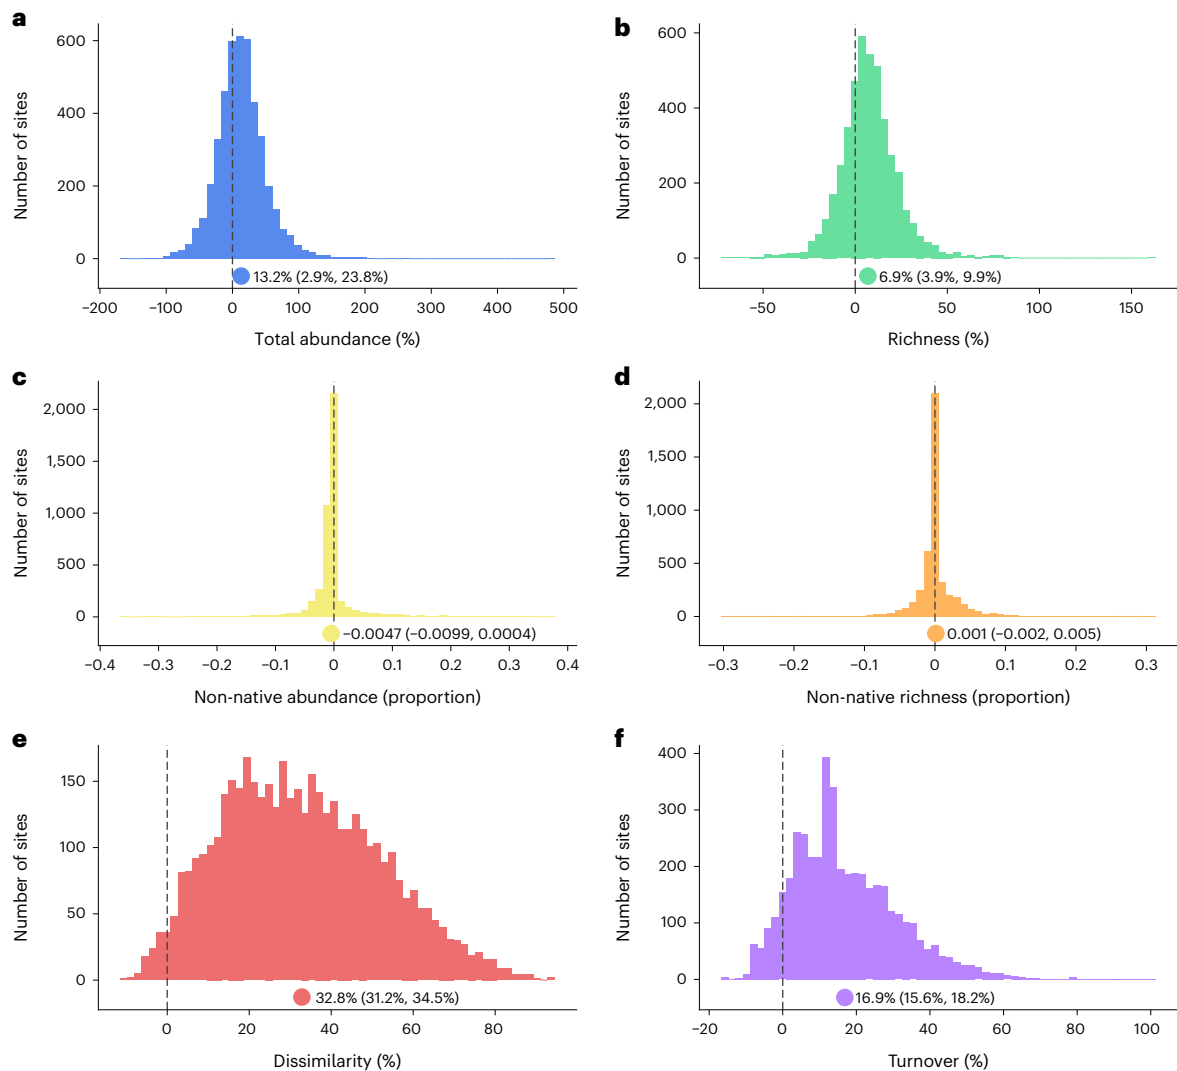 a
Number of sites
600
400
200
0
13.2% (2.9%, 23.8%)
−200 −100 0 100 200 300 400 500
Total abundance (%)
b
Number of sites
600
400
200
0
6.9% (3.9%, 9.9%)
−50 0 50 100 150
Richness (%)
c
Number of sites
2,000
1,500
1,000
500
0
−0.0047 (−0.0099, 0.0004)
−0.4 −0.3 −0.2 −0.1 0 0.1 0.2 0.3 0.4
Non-native abundance (proportion)
d
Number of sites
2,000
1,500
1,000
500
0
0.001 (−0.002, 0.005)
−0.3 −0.2 −0.1 0 0.1 0.2 0.3
Non-native richness (proportion)
e
Number of sites
150
100
50
0
32.8% (31.2%, 34.5%)
0 20 40 60 80
Dissimilarity (%)
f
Number of sites
400
300
200
100
0
16.9% (15.6%, 18.2%)
−20 0 20 40 60 80 100
Turnover (%)